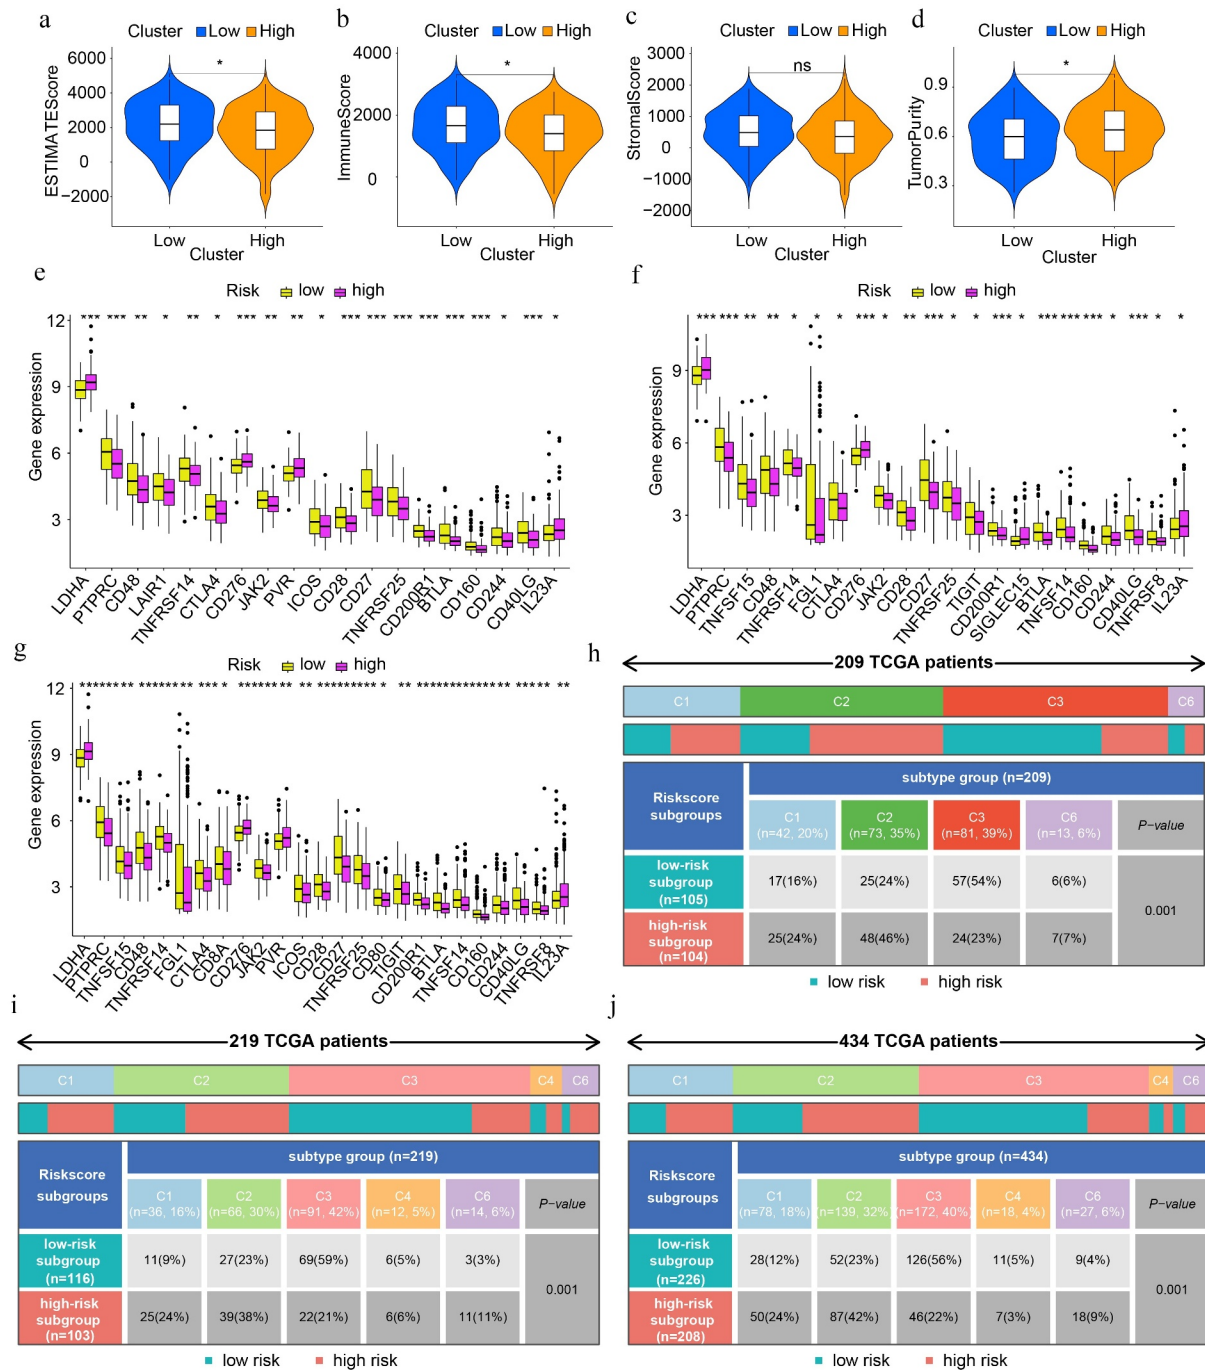 a
Cluster Low High
*
ESTIMATEScore
6000
4000
2000
0
−2000
Low High
Cluster
b
Cluster Low High
*
ImmuneScore
4000
2000
0
Low High
Cluster
c
Cluster Low High
ns
StromalScore
3000
2000
1000
0
−1000
−2000
Low High
Cluster
d
Cluster Low High
*
TumorPurity
0.9
0.6
0.3
Low High
Cluster
e
Risk low high
Gene expression
12
9
6
3
LDHA
PTPRC
CD48
LAIR1
TNFRSF14
CTLA4
CD276
JAK2
PVR
ICOS
CD28
CD27
TNFRSF25
CD200R1
BTLA
CD160
CD244
CD40LG
IL23A
f
Risk low high
Gene expression
9
6
3
LDHA
PTPRC
TNFSF15
CD48
TNFRSF14
FGL1
CTLA4
CD276
JAK2
CD28
CD27
TNFRSF25
TIGIT
CD200R1
SIGLEC15
BTLA
TNFSF14
CD160
CD244
CD40LG
TNFRSF8
IL23A
g
Risk low high
Gene expression
12
9
6
3
LDHA
PTPRC
TNFSF15
CD48
TNFRSF14
FGL1
CTLA4
CD8A
CD276
JAK2
PVR
ICOS
CD28
CD27
TNFRSF25
CD80
TIGIT
CD200R1
BTLA
TNFSF14
CD160
CD244
CD40LG
TNFRSF8
IL23A
h
209 TCGA patients
C1 C2 C3 C6
Riskscore
subgroups
subtype group (n=209)
C1 C2 C3 C6
(n=42, 20%) (n=73, 35%) (n=81, 39%) (n=13, 6%)
P−value
low-risk
subgroup
(n=105)
17(16%) 25(24%) 57(54%) 6(6%)
0.001
high-risk
subgroup
(n=104)
25(24%) 48(46%) 24(23%) 7(7%)
low risk high risk
i
219 TCGA patients
C1 C2 C3 C4 C6
Riskscore
subgroups
subtype group (n=219)
C1 C2 C3 C4 C6
(n=36, 16%) (n=66, 30%) (n=91, 42%) (n=12, 5%) (n=14, 6%)
P−value
low-risk
subgroup
(n=116)
11(9%) 27(23%) 69(59%) 6(5%) 3(3%)
0.001
high-risk
subgroup
(n=103)
25(24%) 39(38%) 22(21%) 6(6%) 11(11%)
low risk high risk
j
434 TCGA patients
C1 C2 C3 C4 C6
Riskscore
subgroups
subtype group (n=434)
C1 C2 C3 C4 C6
(n=78, 18%) (n=139, 32%) (n=172, 40%) (n=18, 4%) (n=27, 6%)
P−value
low-risk
subgroup
(n=226)
28(12%) 52(23%) 126(56%) 11(5%) 9(4%)
0.001
high-risk
subgroup
(n=208)
50(24%) 87(42%) 46(22%) 7(3%) 18(9%)
low risk high risk